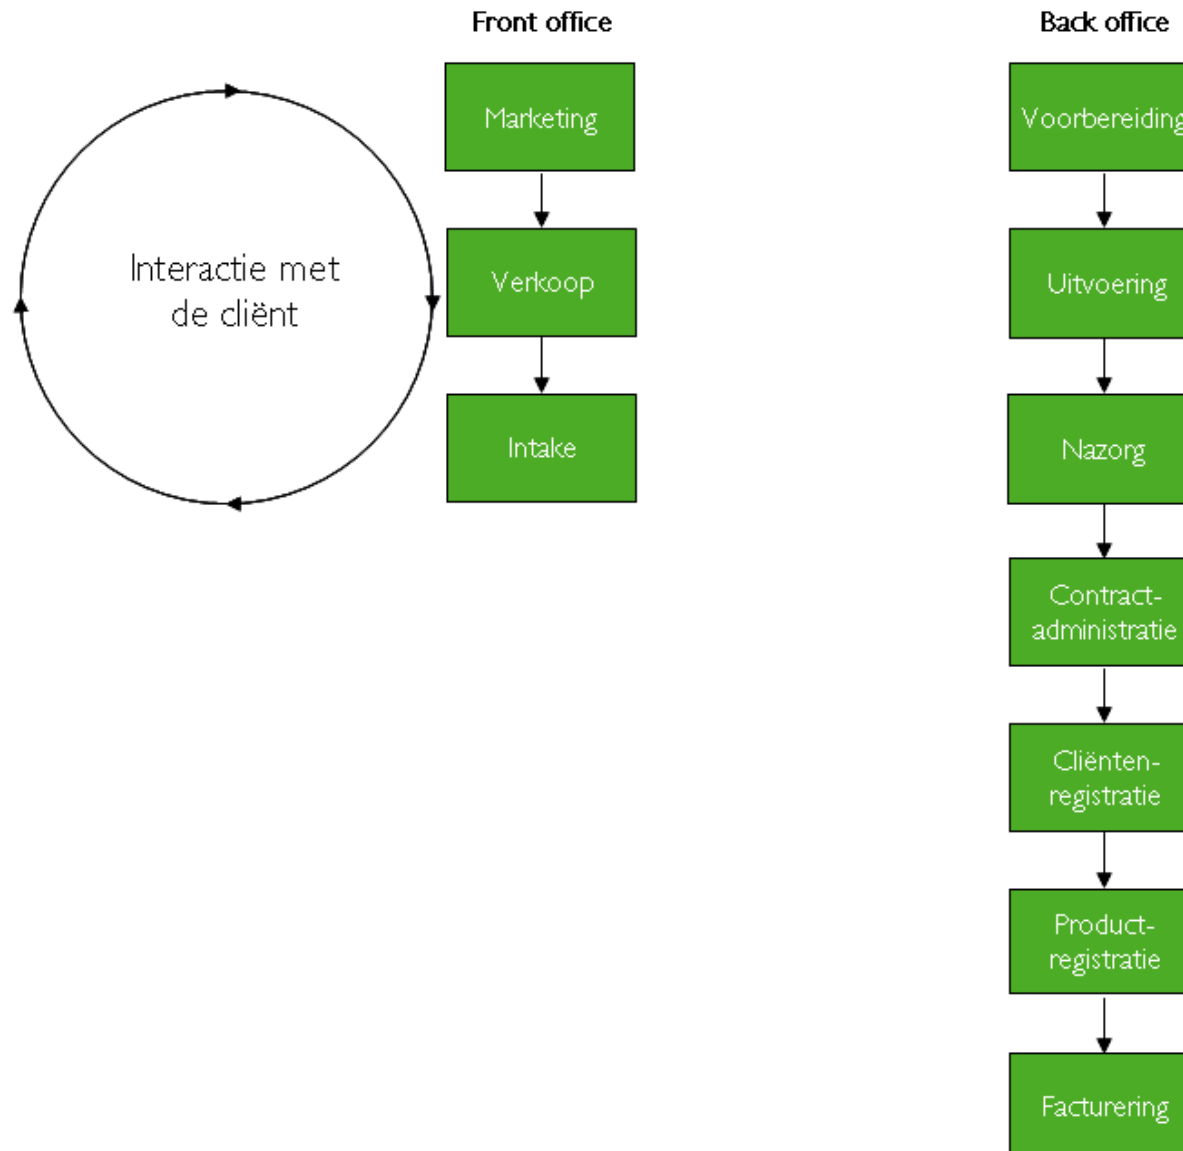 Front office
Back office
Interactie met
de cliënt
Marketing
Verkoop
Intake
Voorbereiding
Uitvoering
Nazorg
Contract-
administratie
Cliënten-
registratie
Product-
registratie
Facturering